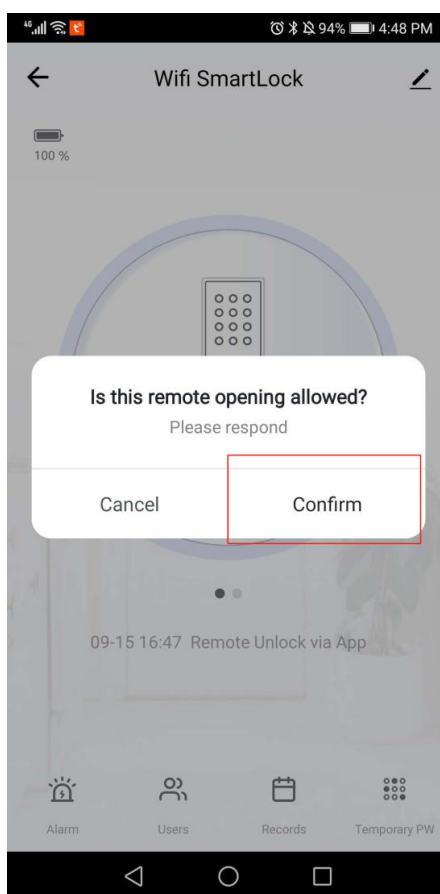 46 94% 4:48 PM
Wifi SmartLock
100 %
Is this remote opening allowed?
Please respond
Cancel Confirm
09-15 16:47 Remote Unlock via App
Alarm Users Records Temporary PW